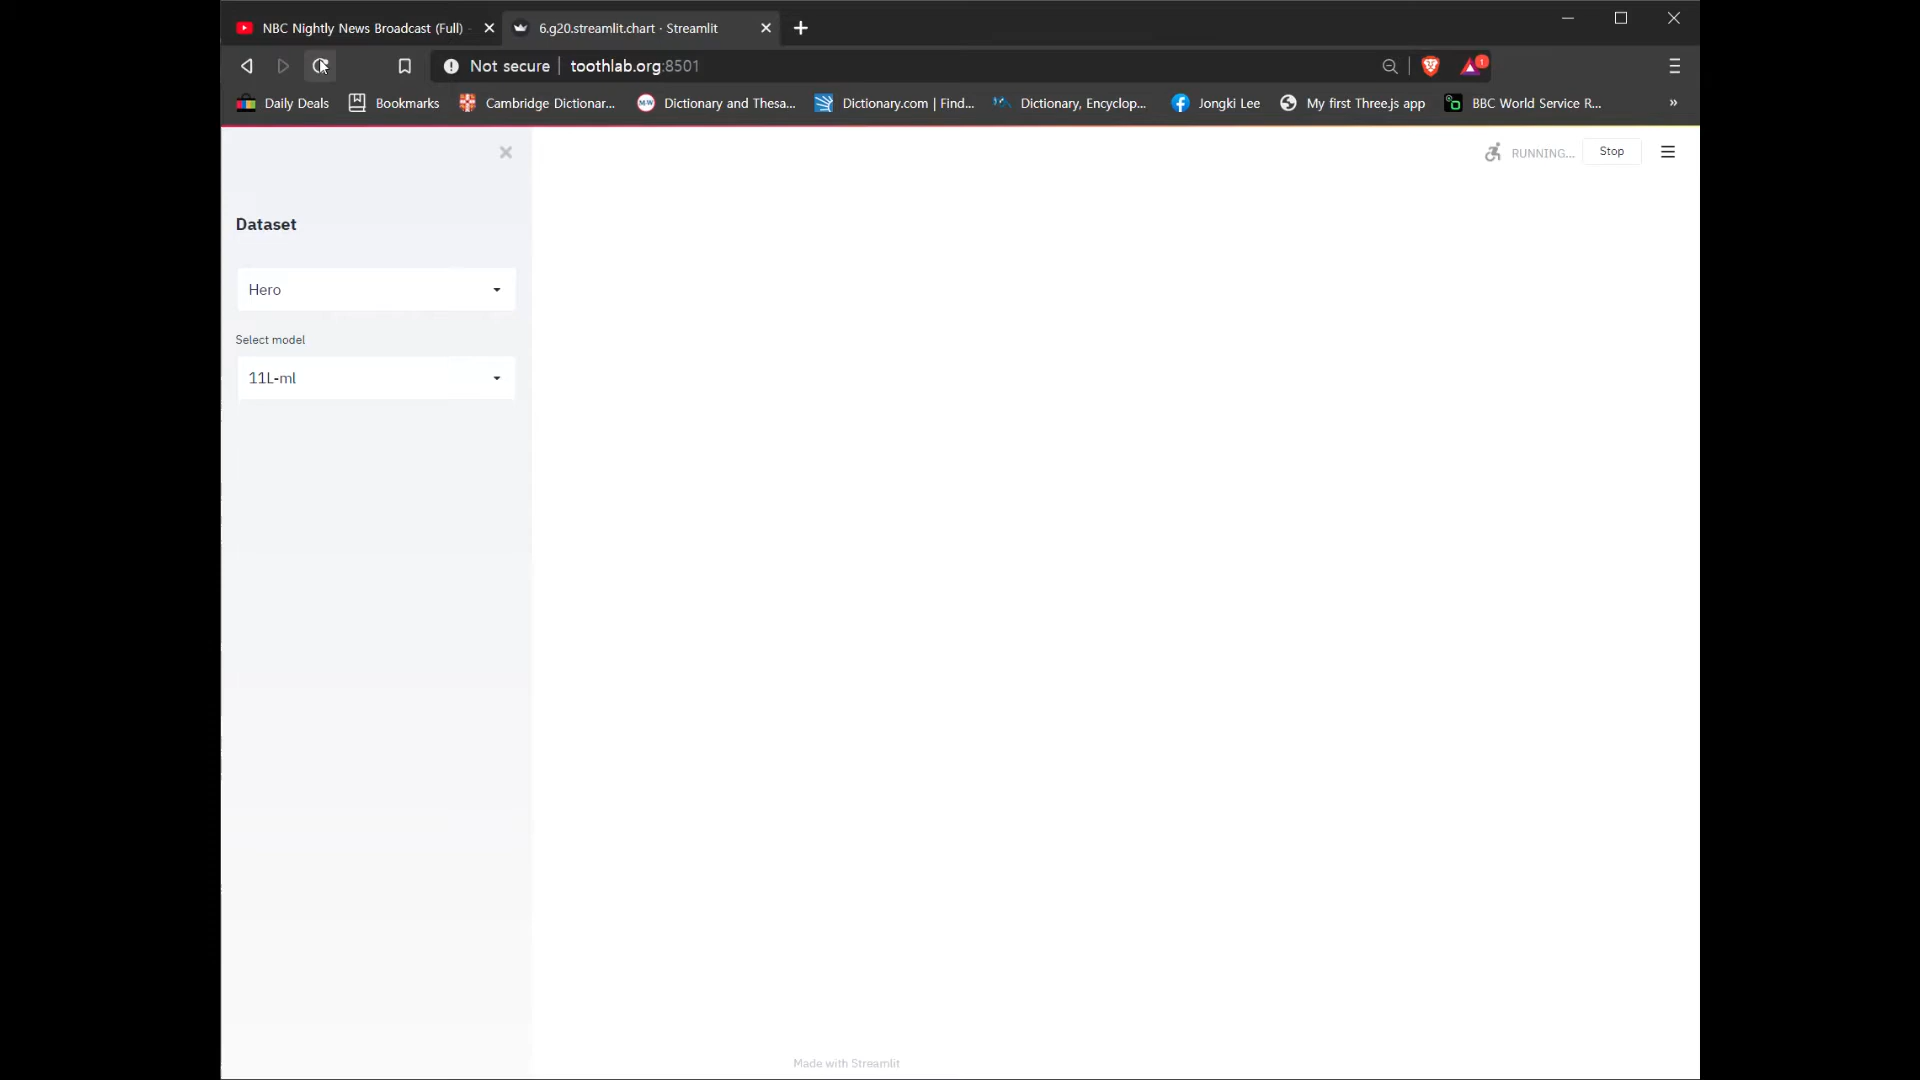 NBC Nightly News Broadcast (Full) -
6.g20.streamlit.chart · Streamlit
Not secure toothlab.org:8501
1
Daily Deals
Bookmarks
Cambridge Dictionar...
Dictionary and Thesa...
Dictionary.com | Find...
Dictionary, Encyclop...
Jongki Lee
My first Three.js app
BBC World Service R...
»
RUNNING...
Stop
Dataset
Hero
Select model
11L-ml
Made with Streamlit